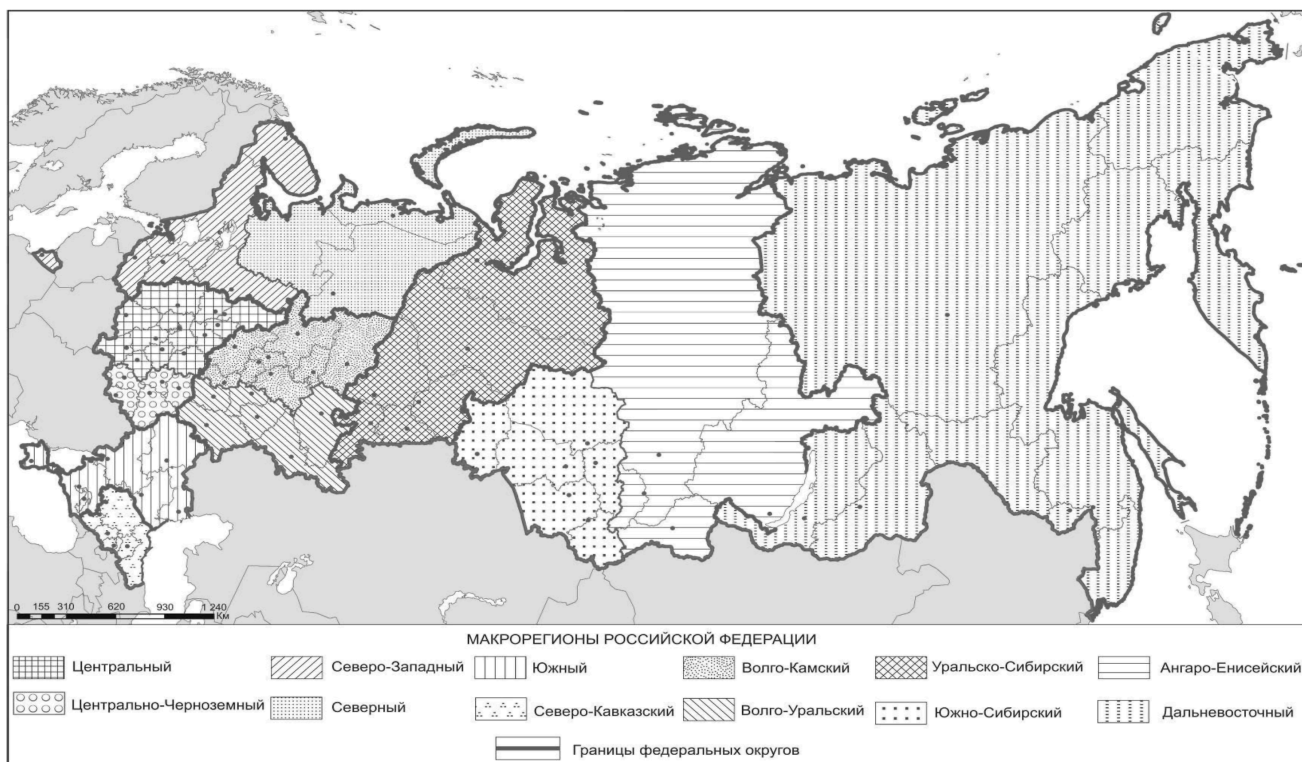 0 155 310 620 930 1 240
Км
МАКРОРЕГИОНЫ РОССИЙСКОЙ ФЕДЕРАЦИИ
Центральный Северо-Западный Южный Волго-Камский Уральско-Сибирский Ангаро-Енисейский
Центрально-Черноземный Северный Северо-Кавказский Волго-Уральский Южно-Сибирский Дальневосточный
Границы федеральных округов